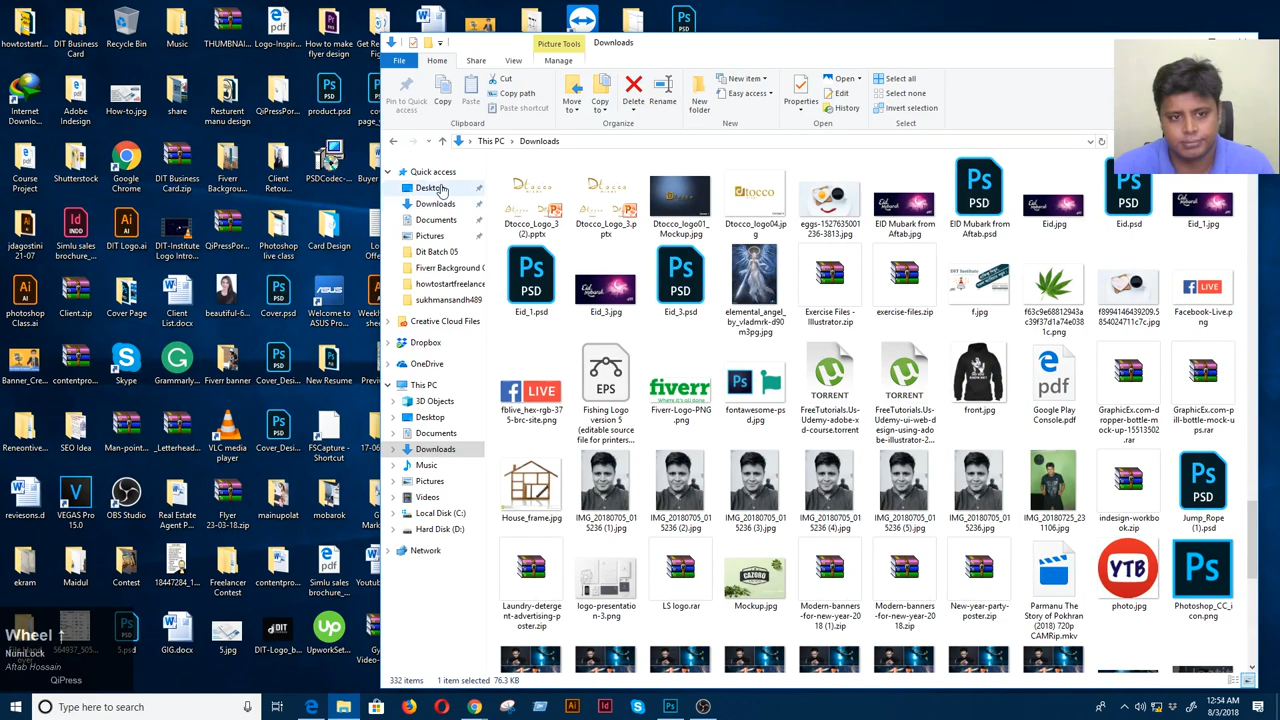 howtostartf...
DIT Business Card
Recycle Bin
Music
THUMBNAI...
Logo-Inspir...
How to make flyer design
Internet Downlo...
Adobe Indesign
How-to.jpg
share
Resturent manu design
QiPressPor...
product.psd
Course Project
Shutterstock
Google Chrome
DIT Business Card.zip
Fiverr Backgroun...
Client Retou...
PSDCodec-...
jdagostini 21-07
Simlu sales brochure_...
DIT Logo.ai
DIT-Institute Logo Intro...
QiPressPor...
Photoshop live class
Card Design
photoshop Class.ai
Client.zip
Cover Page
Client List.docx
beautiful-6...
Cover.psd
Welcome to ASUS Pro...
Banner_Cre...
contentpro...
Skype
Grammarly...
Fiverr banner
Cover_Desi...
New Resume
Reneontive...
SEO Idea
Man-point...
VLC media player
Cover_Desi...
FSCapture - Shortcut
reviesions.d...
VEGAS Pro 15.0
OBS Studio
Flyer 23-03-18.zip
Real Estate Agent P...
mainupolat
mobarok
ekram
Maidul
Contest
18447284_1...
Freelancer Contest
contentpro...
Simlu sales brochure_...
564937_505...
5.psd
GIG.docx
5.jpg
DIT-Logo_b...
UpworkSet...
Wheel ↑
NumLock
Aftab Hossain
QiPress
Picture Tools
Downloads
File
Home
Share
View
Manage
Pin to Quick access
Copy
Paste
Cut
Copy path
Paste shortcut
Clipboard
Move to
Copy to
Delete
Rename
Organize
New folder
New item
Easy access
New
Properties
Open
Edit
History
Open
Select all
Select none
Invert selection
Select
This PC > Downloads
Quick access
Desktop
Downloads
Documents
Pictures
Dit Batch 05
Fiverr Background C
howtostartfreelance
sukhmansandh489
Creative Cloud Files
Dropbox
OneDrive
This PC
3D Objects
Desktop
Documents
Downloads
Music
Pictures
Videos
Local Disk (C:)
Hard Disk (D:)
Network
Dtocco_Logo_3 (2).pptx
Dtocco_Logo_3.pptx
Dtocco_logo01_Mockup.jpg
Dtocco_logo04.jpg
eggs-1527635001236-3813.jpg
EID Mubark from Aftab.jpg
EID Mubark from Aftab.psd
Eid.jpg
Eid.psd
Eid_1.jpg
Eid_1.psd
Eid_3.jpg
Eid_3.psd
elemental_angel_by_vladmrk-d90m3pg.jpg
Exercise Files - Illustrator.zip
exercise-files.zip
f.jpg
f63c9e68812943ac39f37d1a74e0381c.png
f8994146439209.5854024711c7c.jpg
Facebook-Live.png
fblive_hex-rgb-375-brc-site.png
Fishing Logo version 5 (editable source file for printers...
Fiverr-Logo-PNG.png
fontawesome-psd.jpg
FreeTutorials.Us-Udemy-adobe-xd-course.torrent
FreeTutorials.Us-Udemy-ui-web-design-using-adobe-illustrator-2...
front.jpg
Google Play Console.pdf
GraphicEx.com-dropper-bottle-mock-up-15513502.rar
GraphicEx.com-pill-bottle-mock-ups.rar
House_frame.jpg
IMG_20180705_015236 (1).jpg
IMG_20180705_015236 (2).jpg
IMG_20180705_015236 (3).jpg
IMG_20180705_015236 (4).jpg
IMG_20180705_015236 (5).jpg
IMG_20180705_015236.jpg
IMG_20180725_231106.jpg
indesign-workbook.zip
Jump_Rope (1).psd
Laundry-detergent-advertising-poster.zip
logo-presentation-3.png
LS logo.rar
Mockup.jpg
Modern-banners-for-new-year-2018 (1).zip
Modern-banners-for-new-year-2018.zip
New-year-party-poster.zip
Parmanu The Story of Pokhran (2018) 720p CAMRip.mkv
photo.jpg
Photoshop_CC_icon.png
332 items
1 item selected 76.3 KB
Type here to search
12:54 AM
8/3/2018